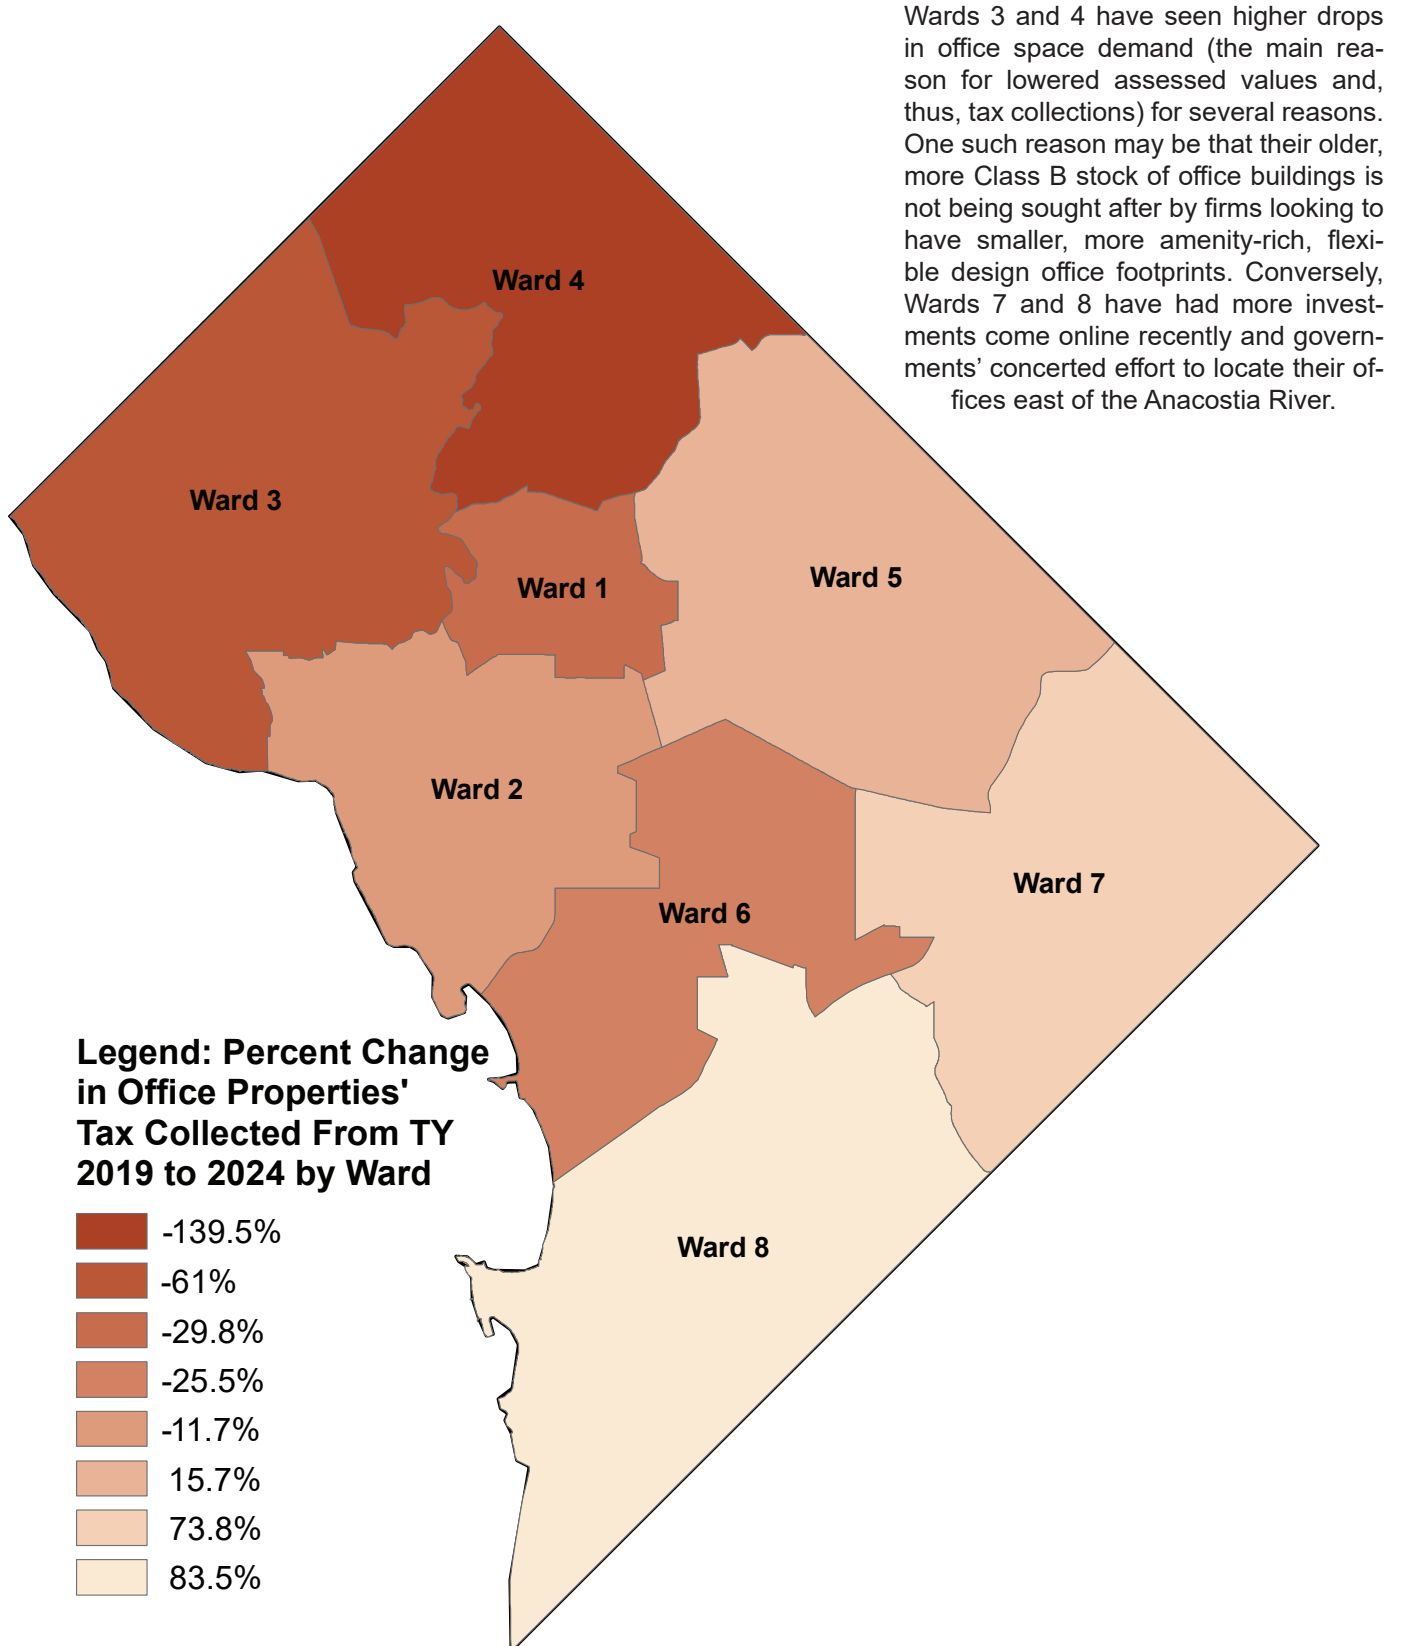 Wards 3 and 4 have seen higher drops
in office space demand (the main rea-
son for lowered assessed values and,
thus, tax collections) for several reasons.
One such reason may be that their older,
more Class B stock of office buildings is
not being sought after by firms looking to
have smaller, more amenity-rich, flexi-
ble design office footprints. Conversely,
Wards 7 and 8 have had more invest-
ments come online recently and govern-
ments’ concerted effort to locate their of-
fices east of the Anacostia River.
Ward 4
Ward 3
Ward 5
Ward 1
Ward 2
Ward 7
Ward 6
Ward 8
Legend: Percent Change
in Office Properties'
Tax Collected From TY
2019 to 2024 by Ward
-139.5%
-61%
-29.8%
-25.5%
-11.7%
15.7%
73.8%
83.5%